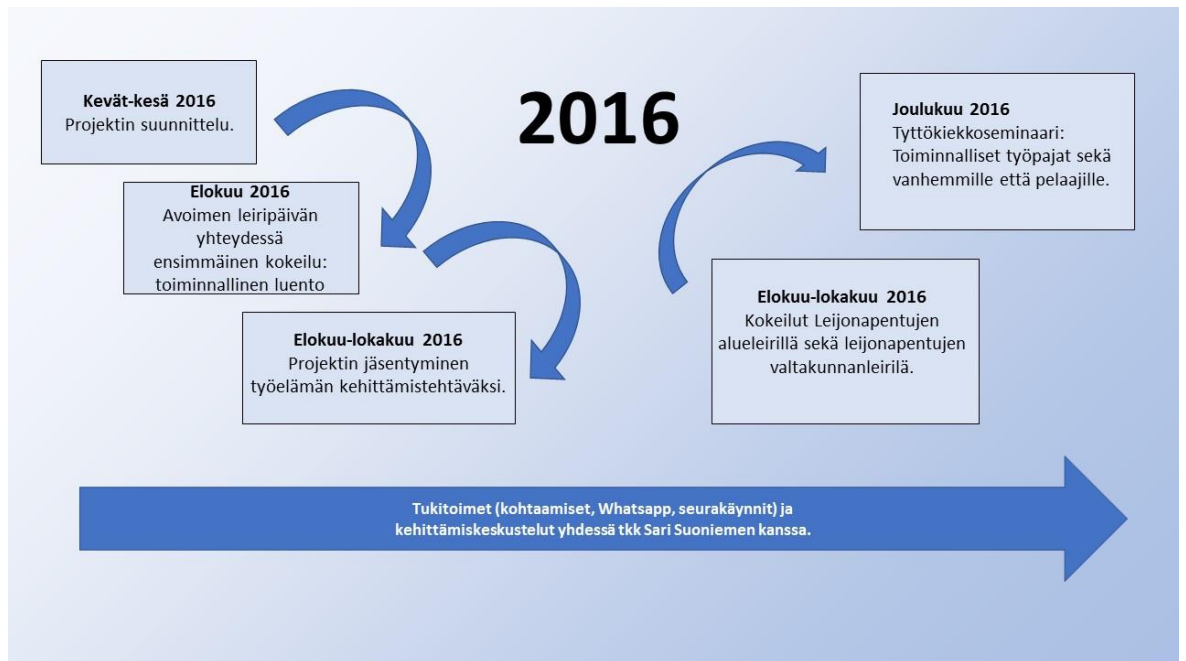 2016
Kevät-kesä 2016
Projektin suunnittelu.
Elokuu 2016
Avoimen leiripäivän
yhteydessä
ensimmäinen kokeilu:
toiminnallinen luento
Elokuu-lokakuu 2016
Projektin jäsentyminen
työelämän kehittämistehtäväksi.
Elokuu-lokakuu 2016
Kokeilut Leijonapentujen
alueleirillä sekä leijonapentujen
valtakunnanleirilä.
Joulukuu 2016
Tyttökiekkoseminaari:
Toiminnalliset työpajat sekä
vanhemmille että pelaajille.
Tukitoimet (kohtaamiset, Whatsapp, seurakäynnit) ja
kehittämiskeskustelut yhdessä tkk Sari Suoniemen kanssa.